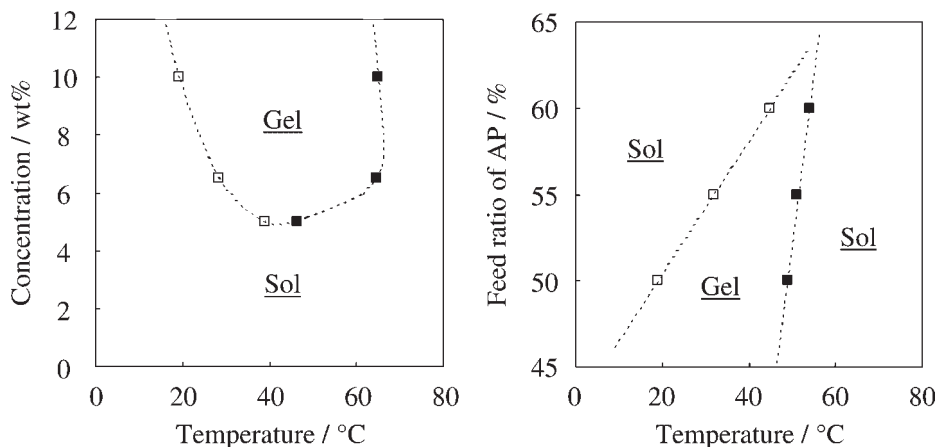 12
10
8
6
4
2
0
Concentration / wt%
Gel
Sol
0 20 40 60 80
Temperature / °C
65
60
55
50
45
Feed ratio of AP / %
Sol
Sol
Gel
0 20 40 60 80
Temperature / °C